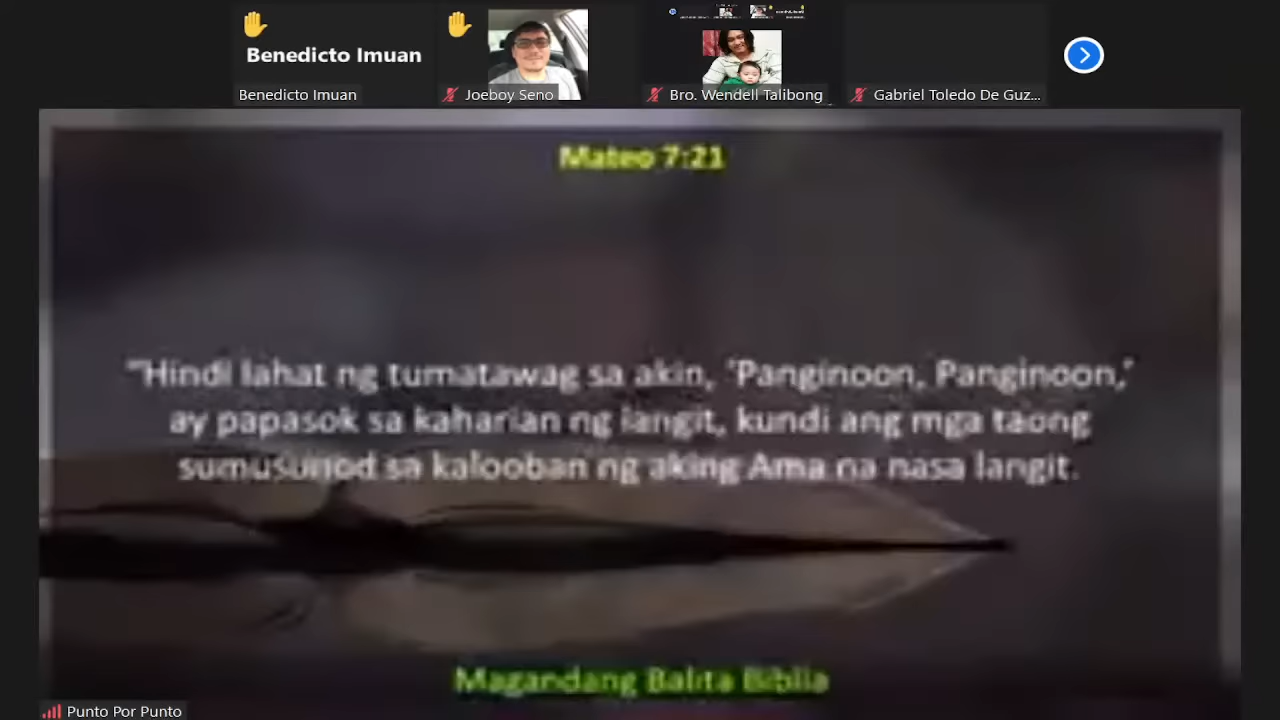 Benedicto Imuan
Benedicto Imuan
Joeboy Seno
Bro. Wendell Talibong
Gabriel Toledo De Guz...
Mateo 7:21
"Hindi lahat ng tumatawag sa akin, 'Panginoon, Panginoon,'
ay papasok sa kaharian ng langit, kundi ang mga taong
sumusunod sa kalooban ng aking Ama na nasa langit.
Magandang Balita Biblia
Punto Por Punto